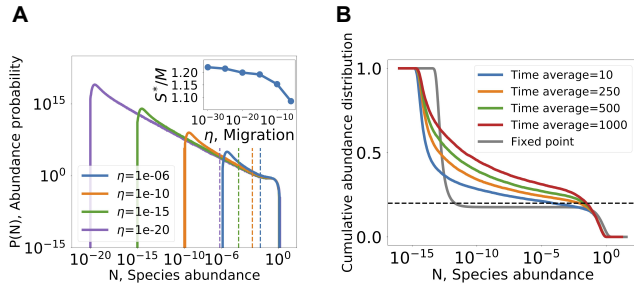 A
P(N), Abundance probability
10^15
10^0
10^-15
η=1e-06
η=1e-10
η=1e-15
η=1e-20
10^-20 10^-15 10^-10 10^-6 10^0
N, Species abundance
S*/M
1.20
1.15
1.10
10^-30 10^-20 10^-10
η, Migration
B
Cumulative abundance distribution
1.0
0.5
0.0
Time average=10
Time average=250
Time average=500
Time average=1000
Fixed point
10^-15 10^-10 10^-5 10^0
N, Species abundance